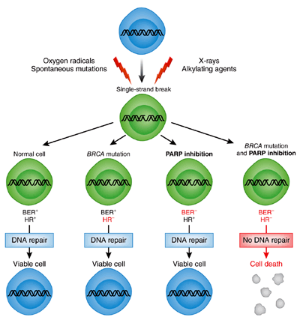 Oxygen radicals
Spontaneous mutations
X-rays
Alkylating agents
Single-strand break
Normal cell
BRCA mutation
PARP inhibition
BRCA mutation
and PARP inhibition
BER⁺
HR⁺
BER⁺
HR⁻
BER⁻
HR⁺
BER⁻
HR⁻
DNA repair
DNA repair
DNA repair
No DNA repair
Viable cell
Viable cell
Viable cell
Cell death